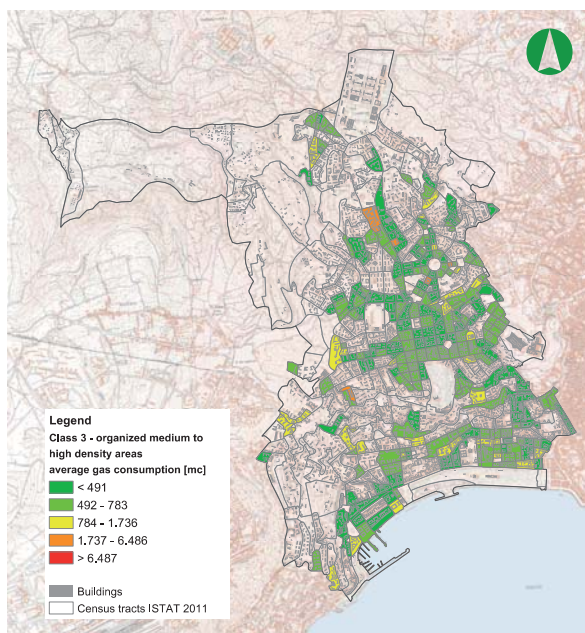 Legend
Class 3 - organized medium to
high density areas
average gas consumption [mc]
< 491
492 - 783
784 - 1.736
1.737 - 6.486
> 6.487
Buildings
Census tracts ISTAT 2011